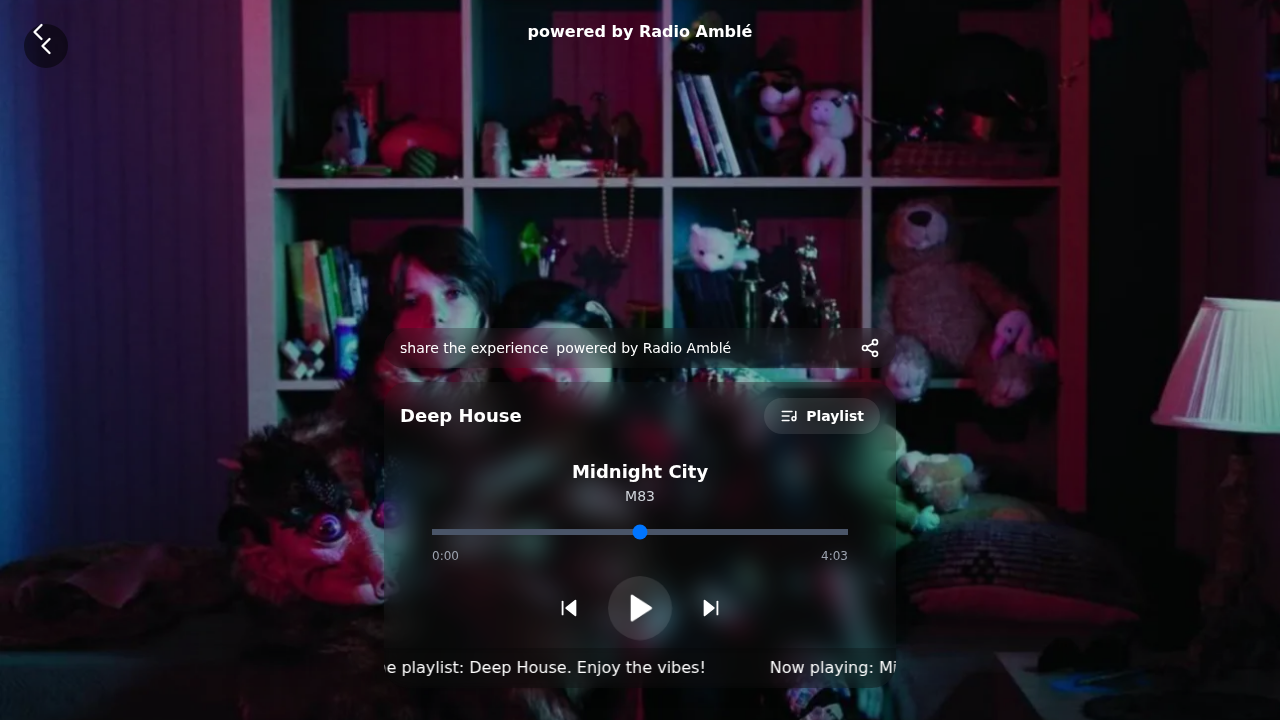 powered by Radio Amblé
share the experience powered by Radio Amblé
Deep House
Playlist
Midnight City
M83
0:00
4:03
e playlist: Deep House. Enjoy the vibes! Now playing: Mi